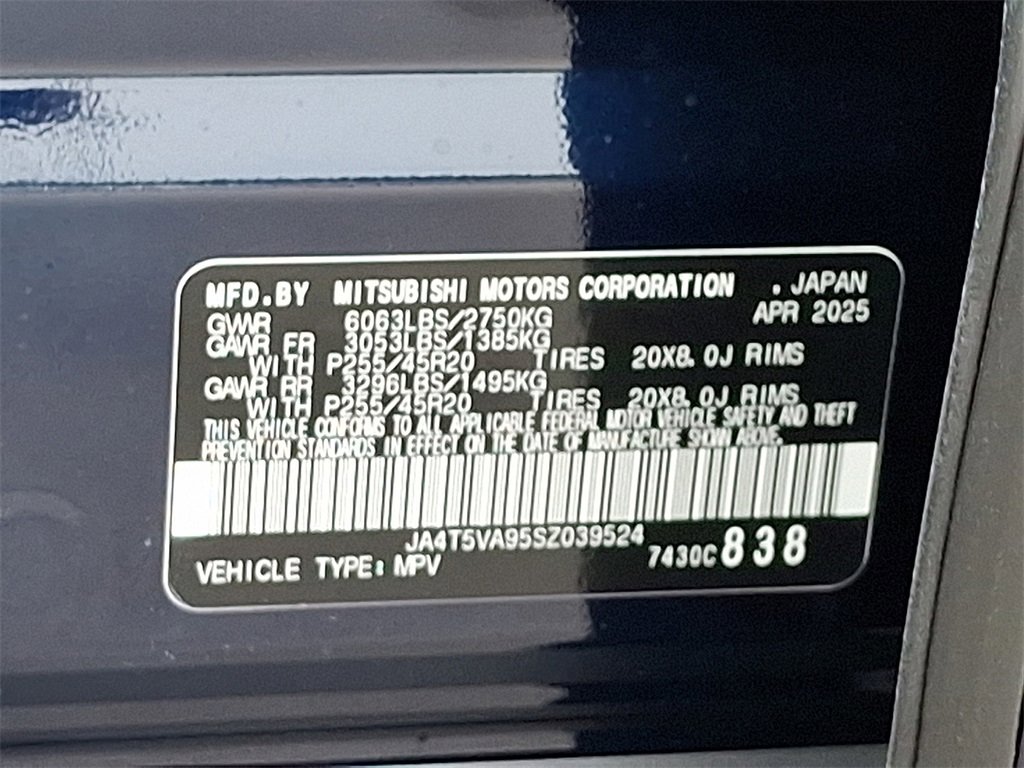 MFD.BY MITSUBISHI MOTORS CORPORATION . JAPAN
GVWR 6063LBS/2750KG APR 2025
GAWR FR 3053LBS/1385KG
WITH P255/45R20 TIRES 20X8.0J RIMS
GAWR RR 3296LBS/1495KG
WITH P255/45R20 TIRES 20X8.0J RIMS
THIS VEHICLE CONFORMS TO ALL APPLICABLE FEDERAL MOTOR VEHICLE SAFETY AND THEFT
PREVENTION STANDARDS IN EFFECT ON THE DATE OF MANUFACTURE SHOWN ABOVE.
JA4T5VA95SZ039524
VEHICLE TYPE: MPV 7430C 838